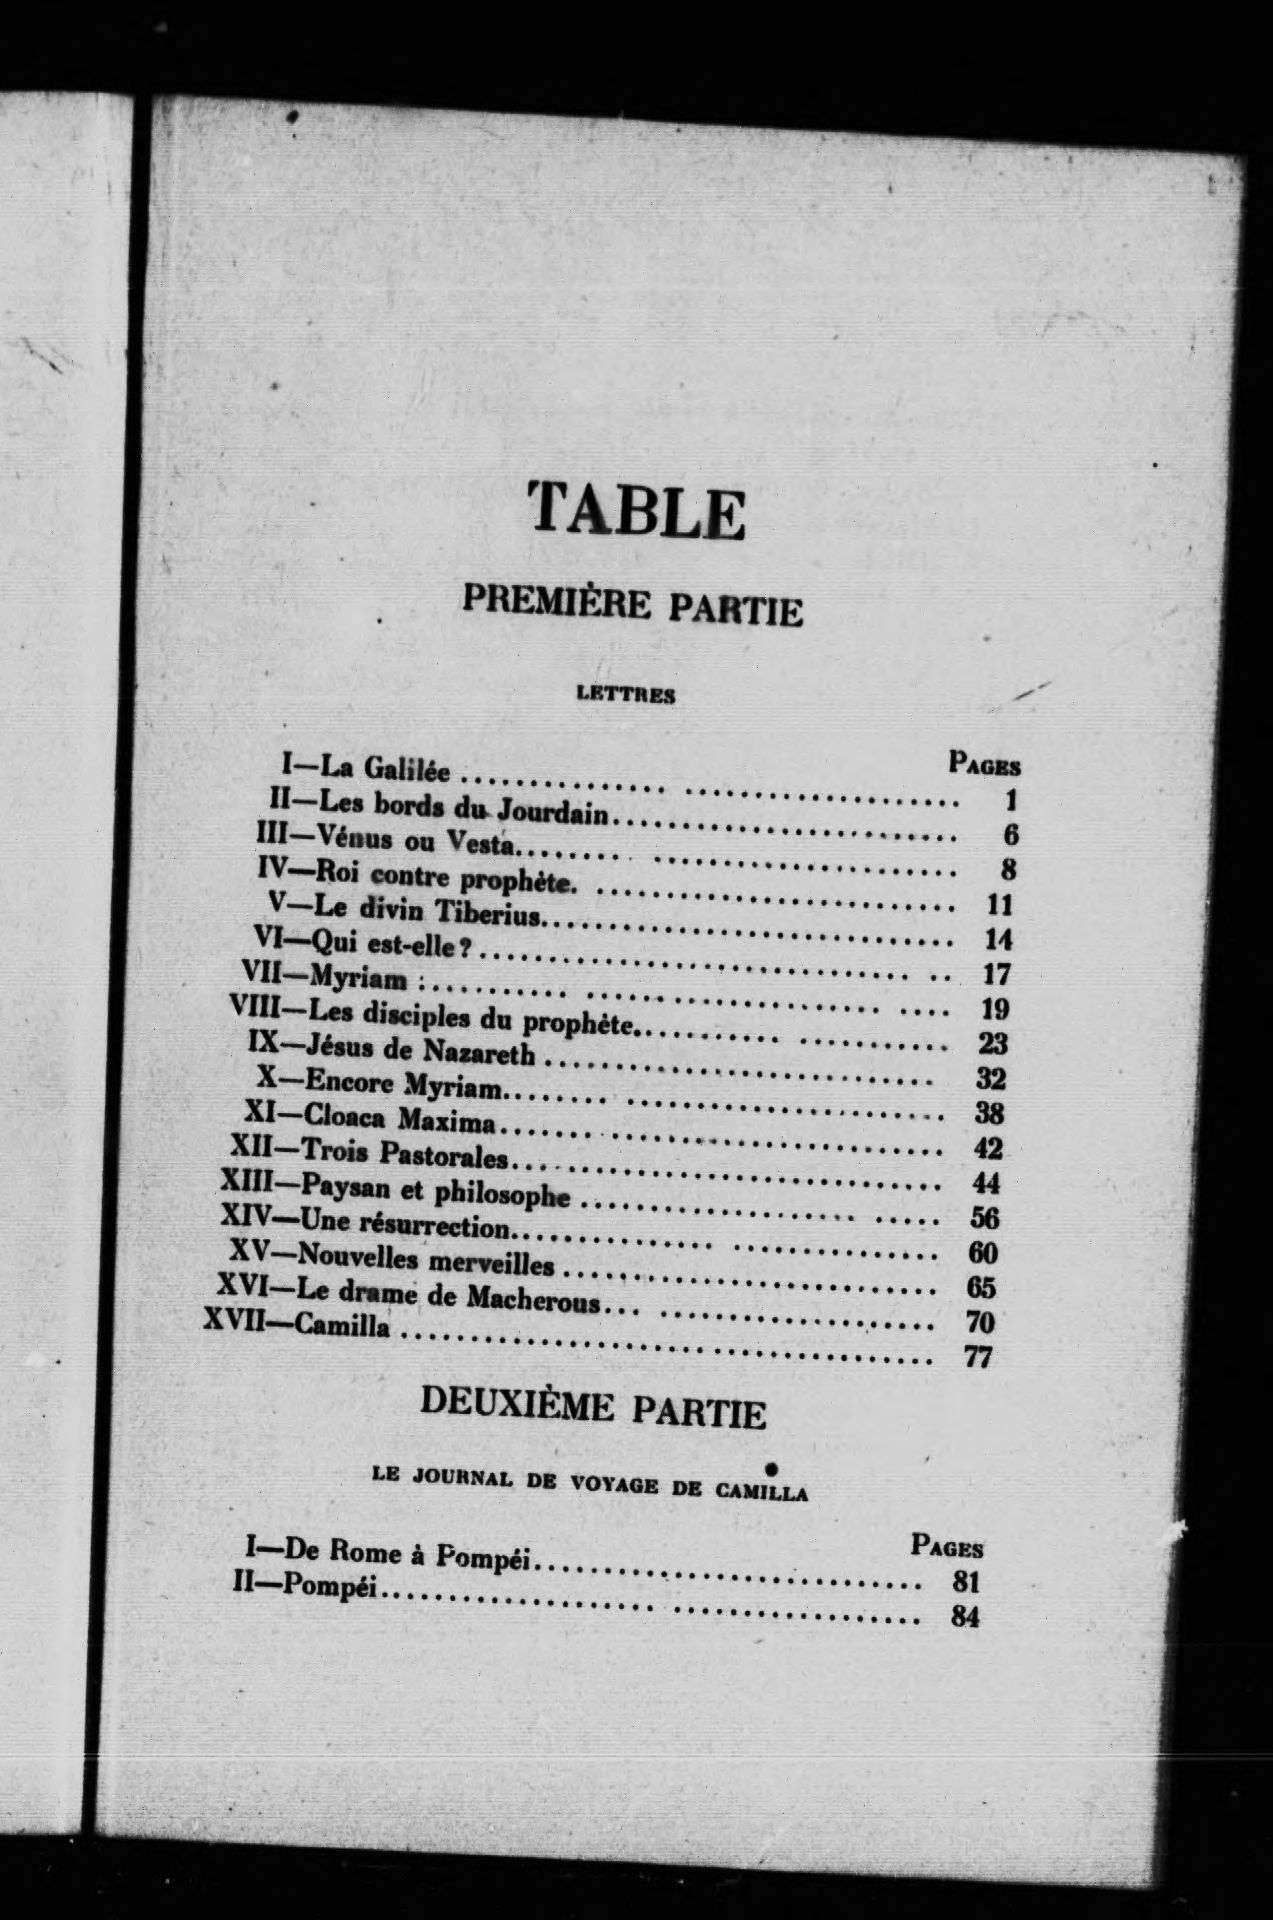 TABLE
PREMIÈRE PARTIE
LETTRES
PAGES
I—La Galilée ........................................ 1
II—Les bords du Jourdain......................... 6
III—Vénus ou Vesta.............................. 8
IV—Roi contre prophète. ........................... 11
V—Le divin Tiberius............................... 14
VI—Qui est-elle? .................................. 17
VII—Myriam :..................................... 19
VIII—Les disciples du prophète....................... 23
IX—Jésus de Nazareth ............................. 32
X—Encore Myriam................................ 38
XI—Cloaca Maxima................................ 42
XII—Trois Pastorales............................... 44
XIII—Paysan et philosophe ......................... 56
XIV—Une résurrection............................... 60
XV—Nouvelles merveilles ........................... 65
XVI—Le drame de Macherous........................ 70
XVII—Camilla ....................................... 77
DEUXIÈME PARTIE
LE JOURNAL DE VOYAGE DE CAMILLA
PAGES
I—De Rome à Pompéi............................. 81
II—Pompéi....................................... 84